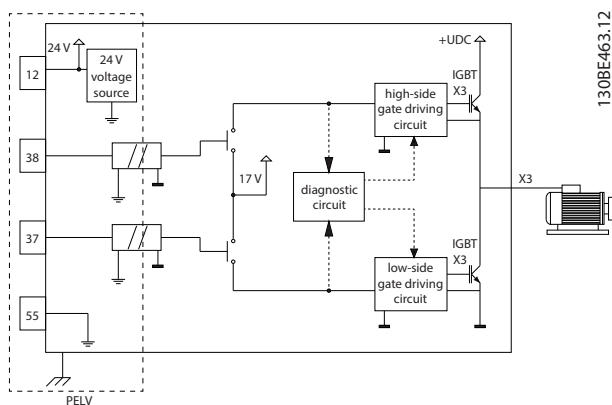 130BE463.12
24 V
+UDC
12
24 V
voltage
source
IGBT
X3
high-side
gate driving
circuit
38
17 V
diagnostic
circuit
X3
37
IGBT
X3
low-side
gate driving
circuit
55
PELV